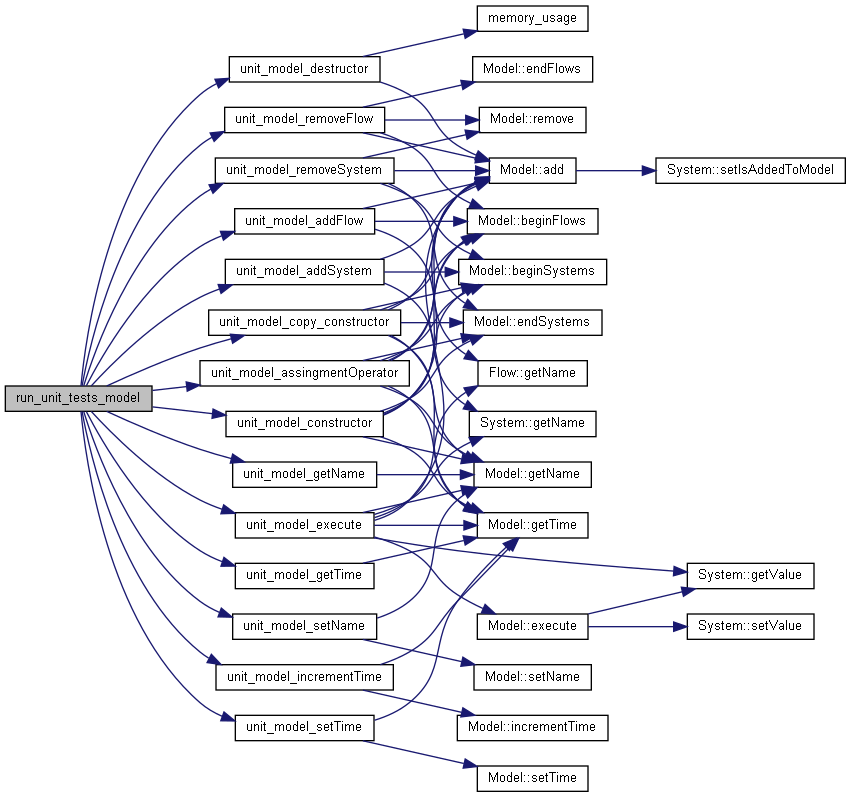 run_unit_tests_model
unit_model_destructor
unit_model_removeFlow
unit_model_removeSystem
unit_model_addFlow
unit_model_addSystem
unit_model_copy_constructor
unit_model_assingmentOperator
unit_model_constructor
unit_model_getName
unit_model_execute
unit_model_getTime
unit_model_setName
unit_model_incrementTime
unit_model_setTime
memory_usage
Model::endFlows
Model::remove
Model::add
Model::beginFlows
Model::beginSystems
Model::endSystems
Flow::getName
System::getName
Model::getName
Model::getTime
Model::execute
Model::setName
Model::incrementTime
Model::setTime
System::setIsAddedToModel
System::getValue
System::setValue